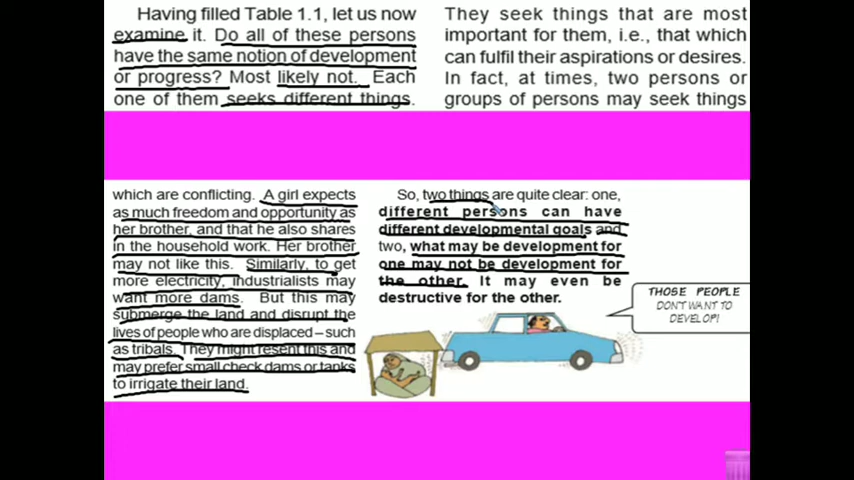 Having filled Table 1.1, let us now
examine it. Do all of these persons
have the same notion of development
or progress? Most likely not. Each
one of them seeks different things.
They seek things that are most
important for them, i.e., that which
can fulfil their aspirations or desires.
In fact, at times, two persons or
groups of persons may seek things
which are conflicting. A girl expects
as much freedom and opportunity as
her brother, and that he also shares
in the household work. Her brother
may not like this. Similarly, to get
more electricity, industrialists may
want more dams. But this may
submerge the land and disrupt the
lives of people who are displaced – such
as tribals. They might resent this and
may prefer small check dams or tanks
to irrigate their land.
So, two things are quite clear: one,
different persons can have
different developmental goals and
two, what may be development for
one may not be development for
the other. It may even be
destructive for the other.
THOSE PEOPLE
DON'T WANT TO
DEVELOP!